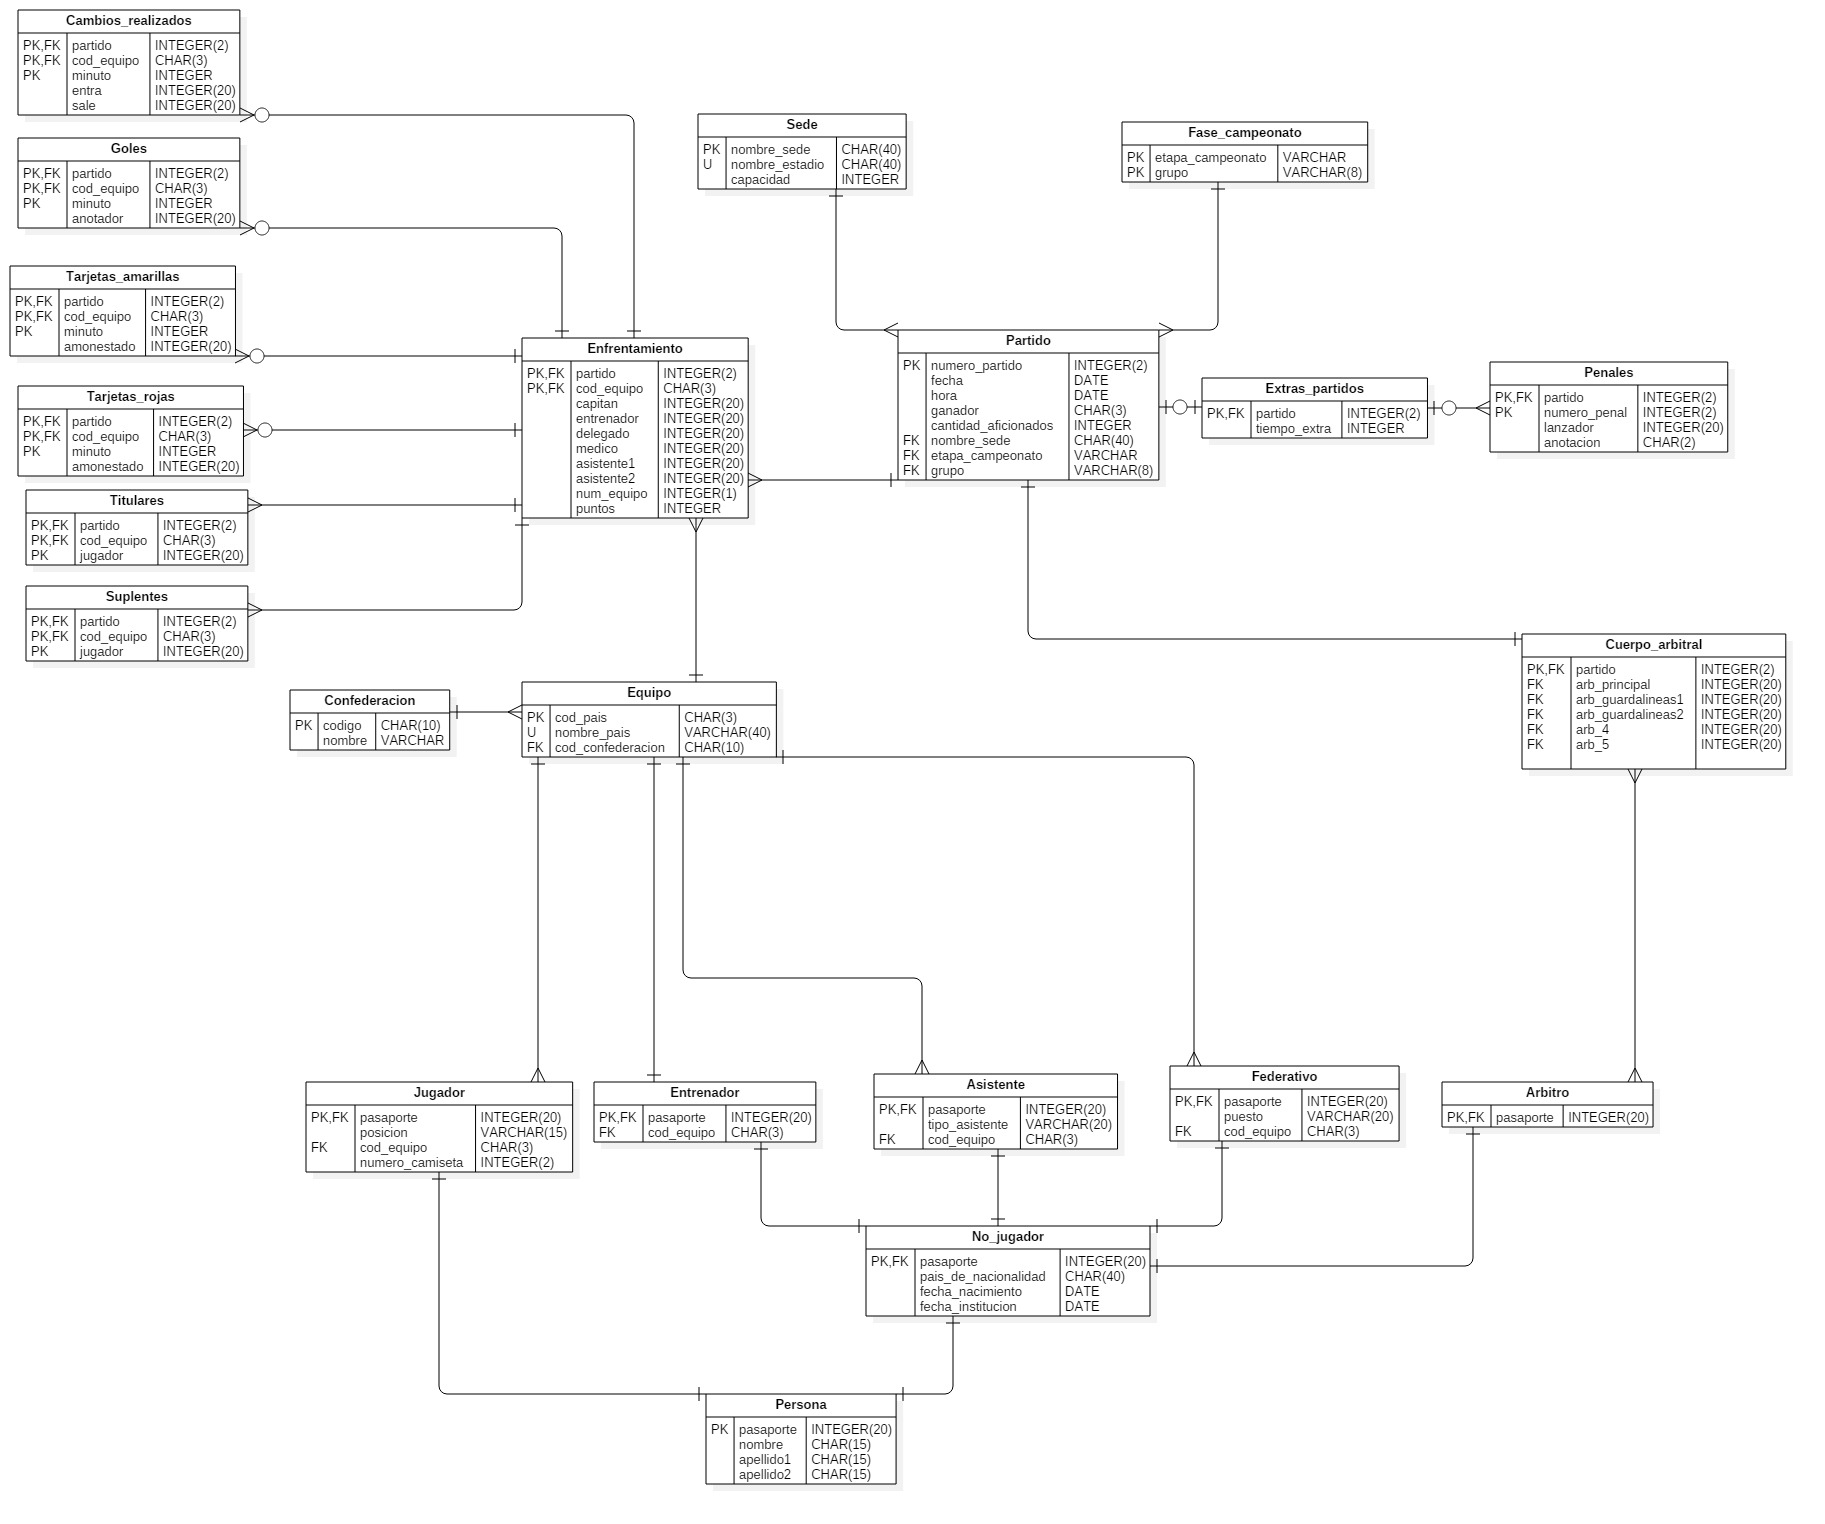 Cambios_realizados
PK,FK partido INTEGER(2)
PK,FK cod_equipo CHAR(3)
PK minuto INTEGER
entra INTEGER(20)
sale INTEGER(20)
Goles
PK,FK partido INTEGER(2)
PK,FK cod_equipo CHAR(3)
PK minuto INTEGER
anotador INTEGER(20)
Tarjetas_amarillas
PK,FK partido INTEGER(2)
PK,FK cod_equipo CHAR(3)
PK minuto INTEGER
amonestado INTEGER(20)
Tarjetas_rojas
PK,FK partido INTEGER(2)
PK,FK cod_equipo CHAR(3)
PK minuto INTEGER
amonestado INTEGER(20)
Titulares
PK,FK partido INTEGER(2)
PK,FK cod_equipo CHAR(3)
PK jugador INTEGER(20)
Suplentes
PK,FK partido INTEGER(2)
PK,FK cod_equipo CHAR(3)
PK jugador INTEGER(20)
Sede
PK nombre_sede CHAR(40)
U nombre_estadio CHAR(40)
capacidad INTEGER
Fase_campeonato
PK etapa_campeonato VARCHAR
PK grupo VARCHAR(8)
Enfrentamiento
PK,FK partido INTEGER(2)
PK,FK cod_equipo CHAR(3)
capitan INTEGER(20)
entrenador INTEGER(20)
delegado INTEGER(20)
medico INTEGER(20)
asistente1 INTEGER(20)
asistente2 INTEGER(20)
num_equipo INTEGER(1)
puntos INTEGER
Partido
PK numero_partido INTEGER(2)
fecha DATE
hora DATE
ganador CHAR(3)
cantidad_aficionados INTEGER
FK nombre_sede CHAR(40)
FK etapa_campeonato VARCHAR
FK grupo VARCHAR(8)
Extras_partidos
PK,FK partido INTEGER(2)
tiempo_extra INTEGER
Penales
PK,FK partido INTEGER(2)
PK numero_penal INTEGER(2)
lanzador INTEGER(20)
anotacion CHAR(2)
Confederacion
PK codigo CHAR(10)
nombre VARCHAR
Equipo
PK cod_pais CHAR(3)
U nombre_pais VARCHAR(40)
FK cod_confederacion CHAR(10)
Cuerpo_arbitral
PK,FK partido INTEGER(2)
FK arb_principal INTEGER(20)
FK arb_guardalineas1 INTEGER(20)
FK arb_guardalineas2 INTEGER(20)
FK arb_4 INTEGER(20)
FK arb_5 INTEGER(20)
Jugador
PK,FK pasaporte INTEGER(20)
posicion VARCHAR(15)
FK cod_equipo CHAR(3)
numero_camiseta INTEGER(2)
Entrenador
PK,FK pasaporte INTEGER(20)
FK cod_equipo CHAR(3)
Asistente
PK,FK pasaporte INTEGER(20)
tipo_asistente VARCHAR(20)
FK cod_equipo CHAR(3)
Federativo
PK,FK pasaporte INTEGER(20)
puesto VARCHAR(20)
FK cod_equipo CHAR(3)
Arbitro
PK,FK pasaporte INTEGER(20)
No_jugador
PK,FK pasaporte INTEGER(20)
pais_de_nacionalidad CHAR(40)
fecha_nacimiento DATE
fecha_institucion DATE
Persona
PK pasaporte INTEGER(20)
nombre CHAR(15)
apellido1 CHAR(15)
apellido2 CHAR(15)